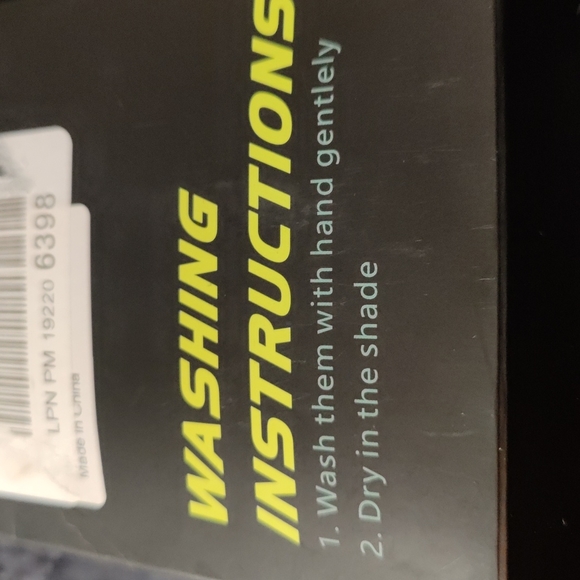 WASHING
INSTRUCTIONS
1. Wash them with hand gentlely
2. Dry in the shade
LPN PM 19220 6398
Made in China